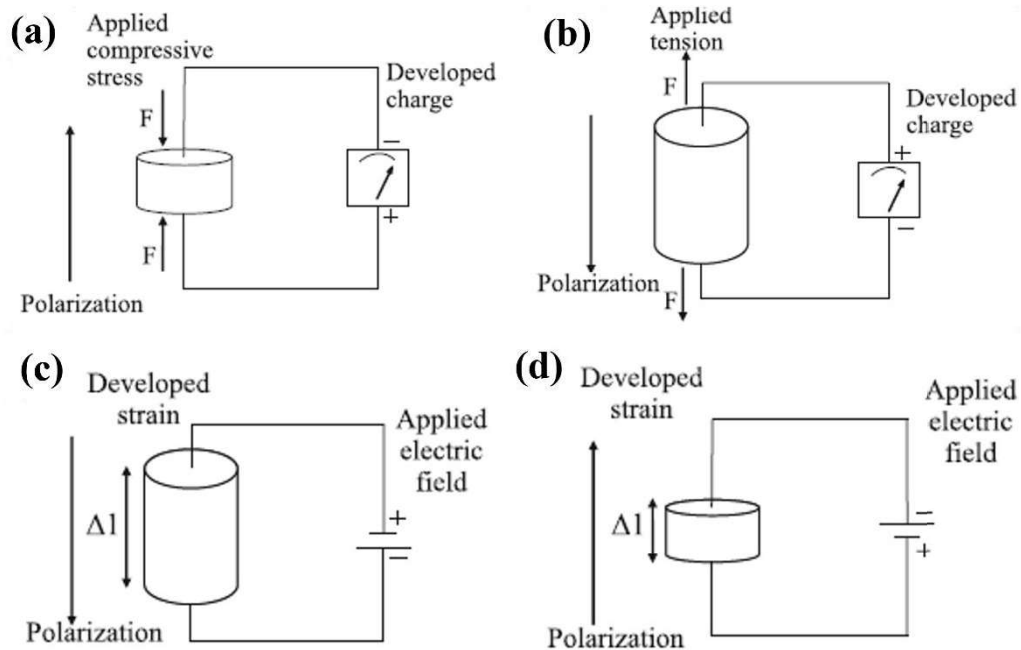 (a)
Applied
compressive
stress
F
F
Polarization
Developed
charge
−
+
(b)
Applied
tension
F
F
Polarization
Developed
charge
+
−
(c)
Developed
strain
Δl
Polarization
Applied
electric
field
+
−
(d)
Developed
strain
Δl
Polarization
Applied
electric
field
−
+